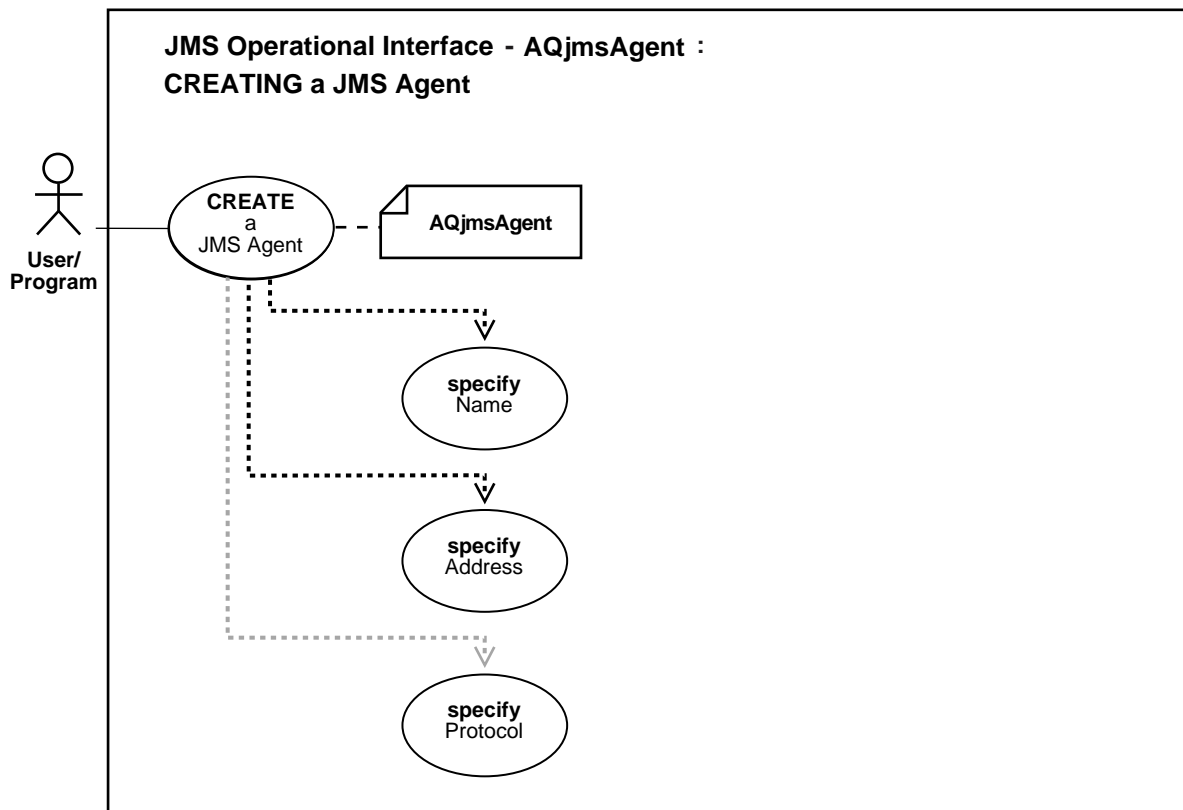 JMS Operational Interface - AQjmsAgent :
CREATING a JMS Agent
User/
Program
CREATE
a
JMS Agent
AQjmsAgent
specify
Name
specify
Address
specify
Protocol